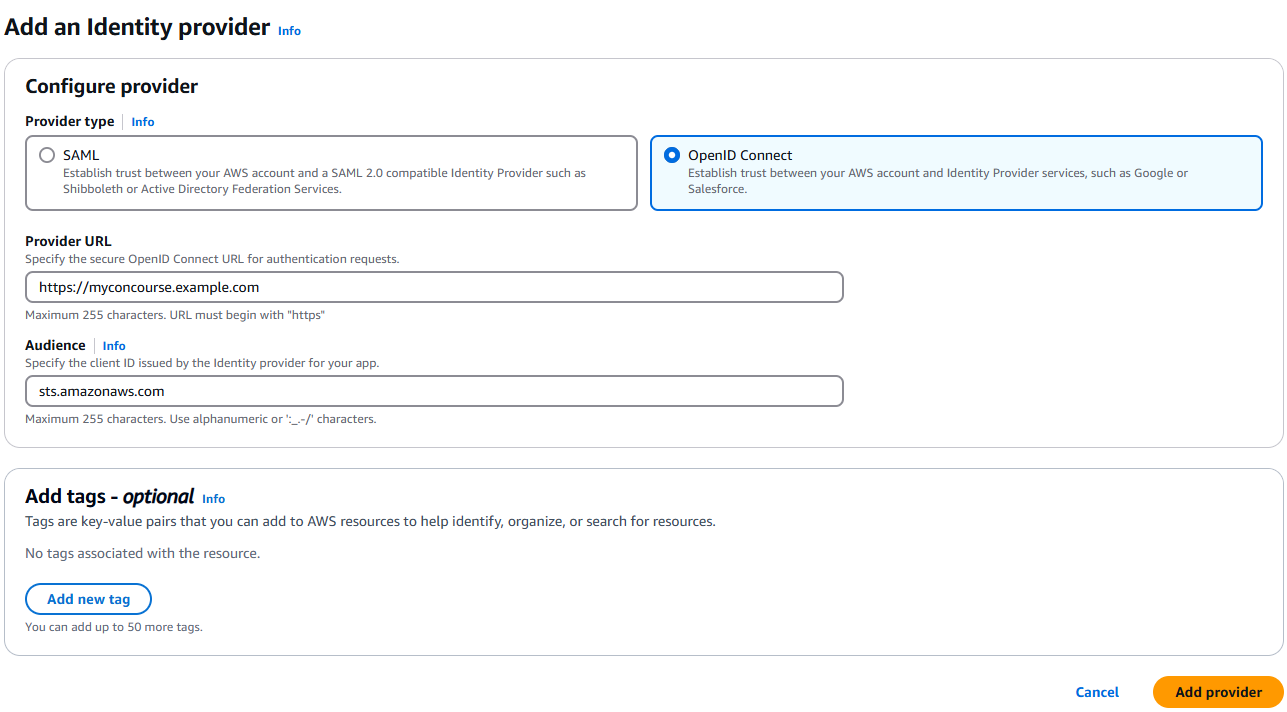 Add an Identity provider Info
Configure provider
Provider type Info
SAML
Establish trust between your AWS account and a SAML 2.0 compatible Identity Provider such as
Shibboleth or Active Directory Federation Services.
OpenID Connect
Establish trust between your AWS account and Identity Provider services, such as Google or
Salesforce.
Provider URL
Specify the secure OpenID Connect URL for authentication requests.
https://myconcourse.example.com
Maximum 255 characters. URL must begin with "https"
Audience Info
Specify the client ID issued by the Identity provider for your app.
sts.amazonaws.com
Maximum 255 characters. Use alphanumeric or ':_.-/' characters.
Add tags - optional Info
Tags are key-value pairs that you can add to AWS resources to help identify, organize, or search for resources.
No tags associated with the resource.
Add new tag
You can add up to 50 more tags.
Cancel Add provider